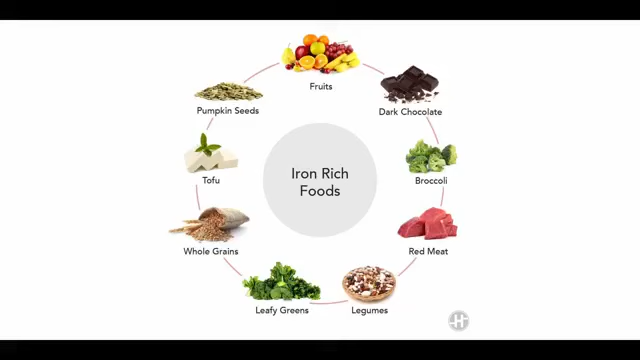 Fruits
Pumpkin Seeds
Dark Chocolate
Iron Rich
Foods
Tofu
Broccoli
Whole Grains
Red Meat
Leafy Greens
Legumes
H